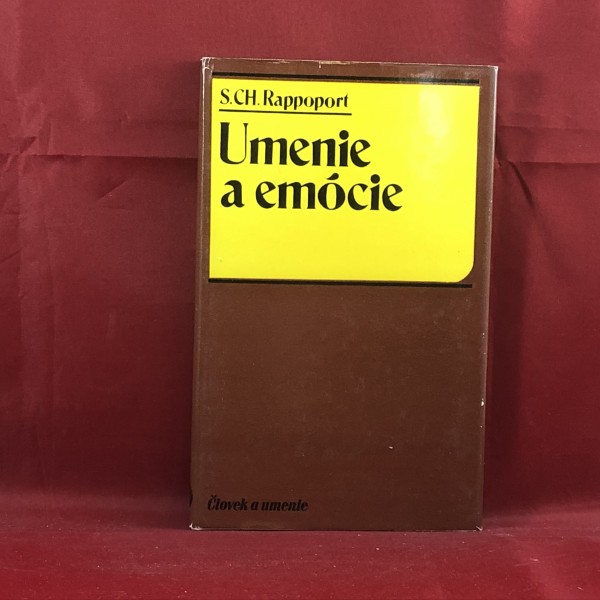 S.CH. Rappoport
Umenie
a emócie
Človek a umenie